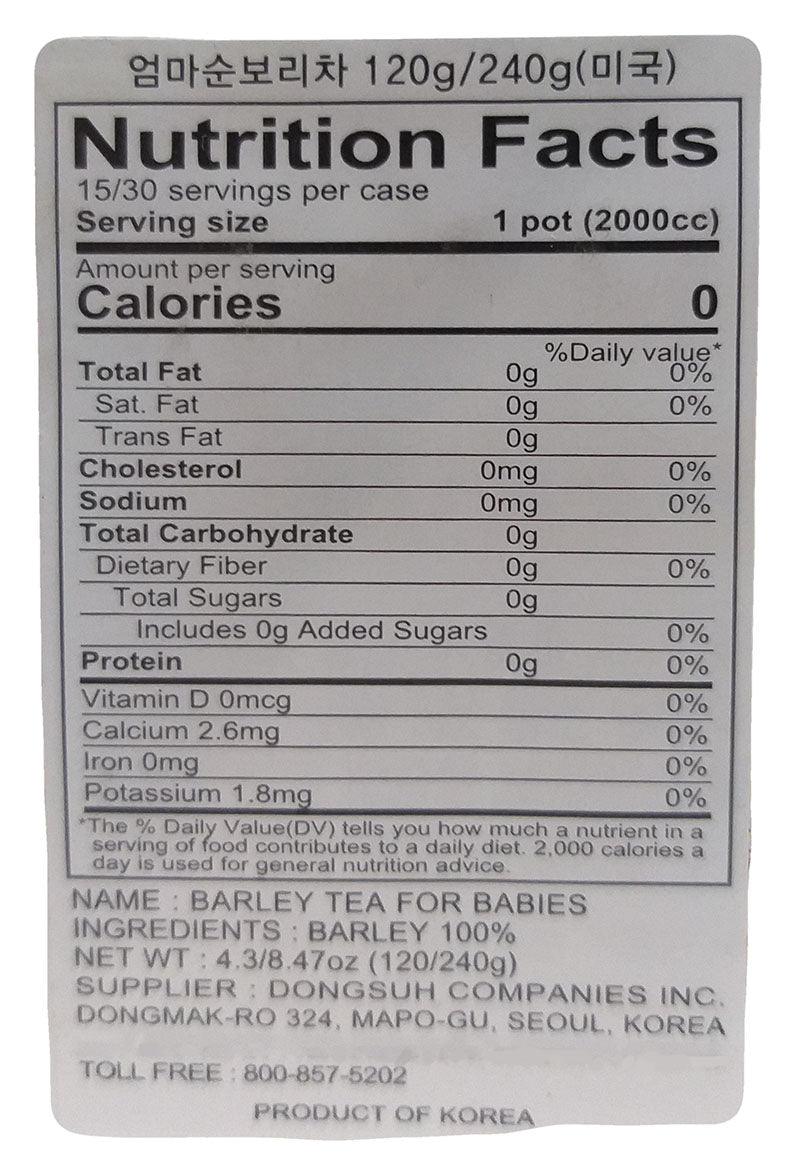 엄마순보리차 120g/240g(미국)
Nutrition Facts
15/30 servings per case
Serving size 1 pot (2000cc)
Amount per serving
Calories 0
%Daily value*
Total Fat 0g 0%
Sat. Fat 0g 0%
Trans Fat 0g
Cholesterol 0mg 0%
Sodium 0mg 0%
Total Carbohydrate 0g
Dietary Fiber 0g 0%
Total Sugars 0g
Includes 0g Added Sugars 0%
Protein 0g 0%
Vitamin D 0mcg 0%
Calcium 2.6mg 0%
Iron 0mg 0%
Potassium 1.8mg 0%
*The % Daily Value(DV) tells you how much a nutrient in a
serving of food contributes to a daily diet. 2,000 calories a
day is used for general nutrition advice.
NAME : BARLEY TEA FOR BABIES
INGREDIENTS : BARLEY 100%
NET WT : 4.3/8.47oz (120/240g)
SUPPLIER : DONGSUH COMPANIES INC.
DONGMAK-RO 324, MAPO-GU, SEOUL, KOREA
TOLL FREE : 800-857-5202
PRODUCT OF KOREA